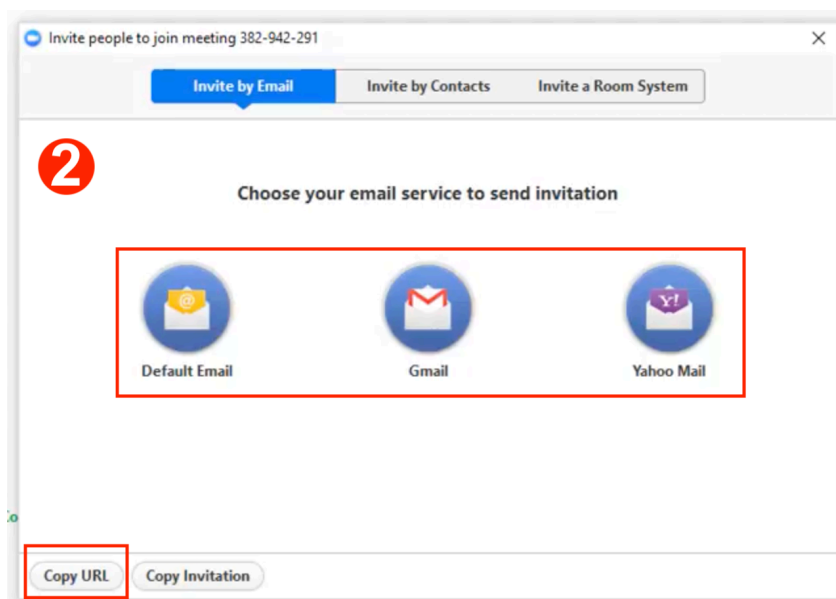 Invite people to join meeting 382-942-291
Invite by Email Invite by Contacts Invite a Room System
2
Choose your email service to send invitation
@ Y!
Default Email Gmail Yahoo Mail
Copy URL Copy Invitation